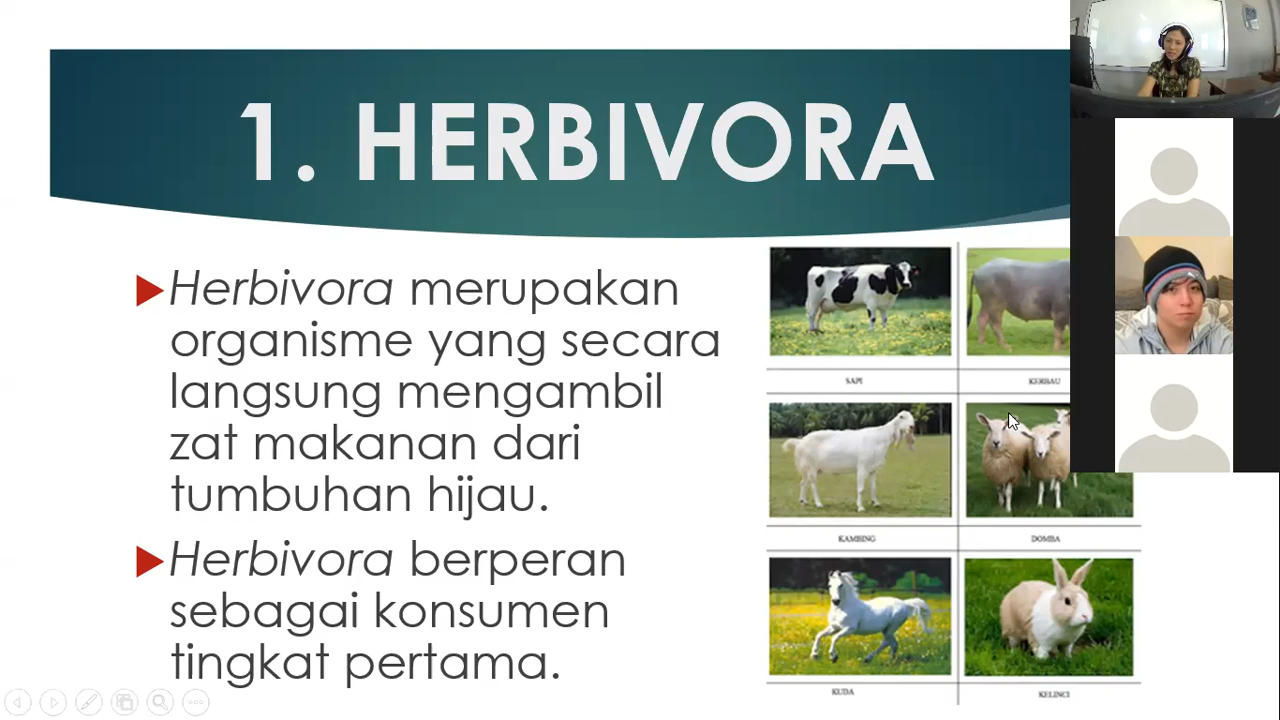 1. HERBIVORA
Herbivora merupakan
organisme yang secara
langsung mengambil
zat makanan dari
tumbuhan hijau.
Herbivora berperan
sebagai konsumen
tingkat pertama.
SAPI
KERBAU
KAMBING
DOMBA
KUDA
KELINCI